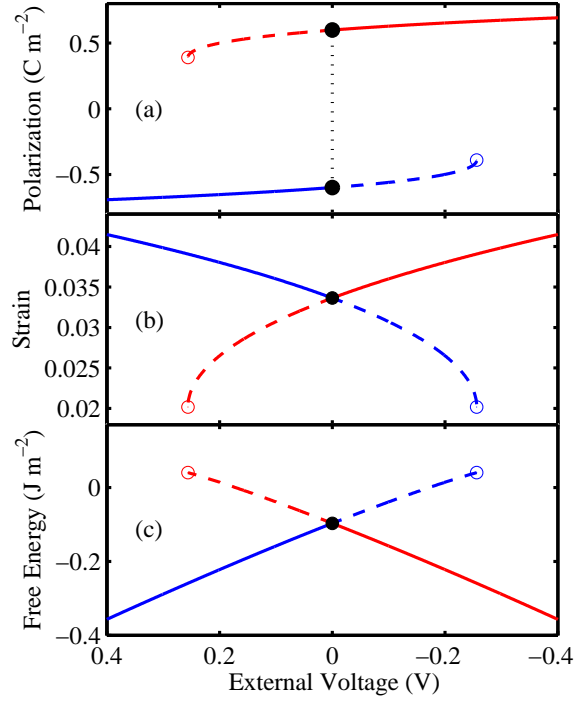 Polarization (C m−2)
0.5
0
−0.5
(a)
Strain
0.04
0.035
0.03
0.025
0.02
(b)
Free Energy (J m−2)
0
−0.2
−0.4
(c)
0.4 0.2 0 −0.2 −0.4
External Voltage (V)